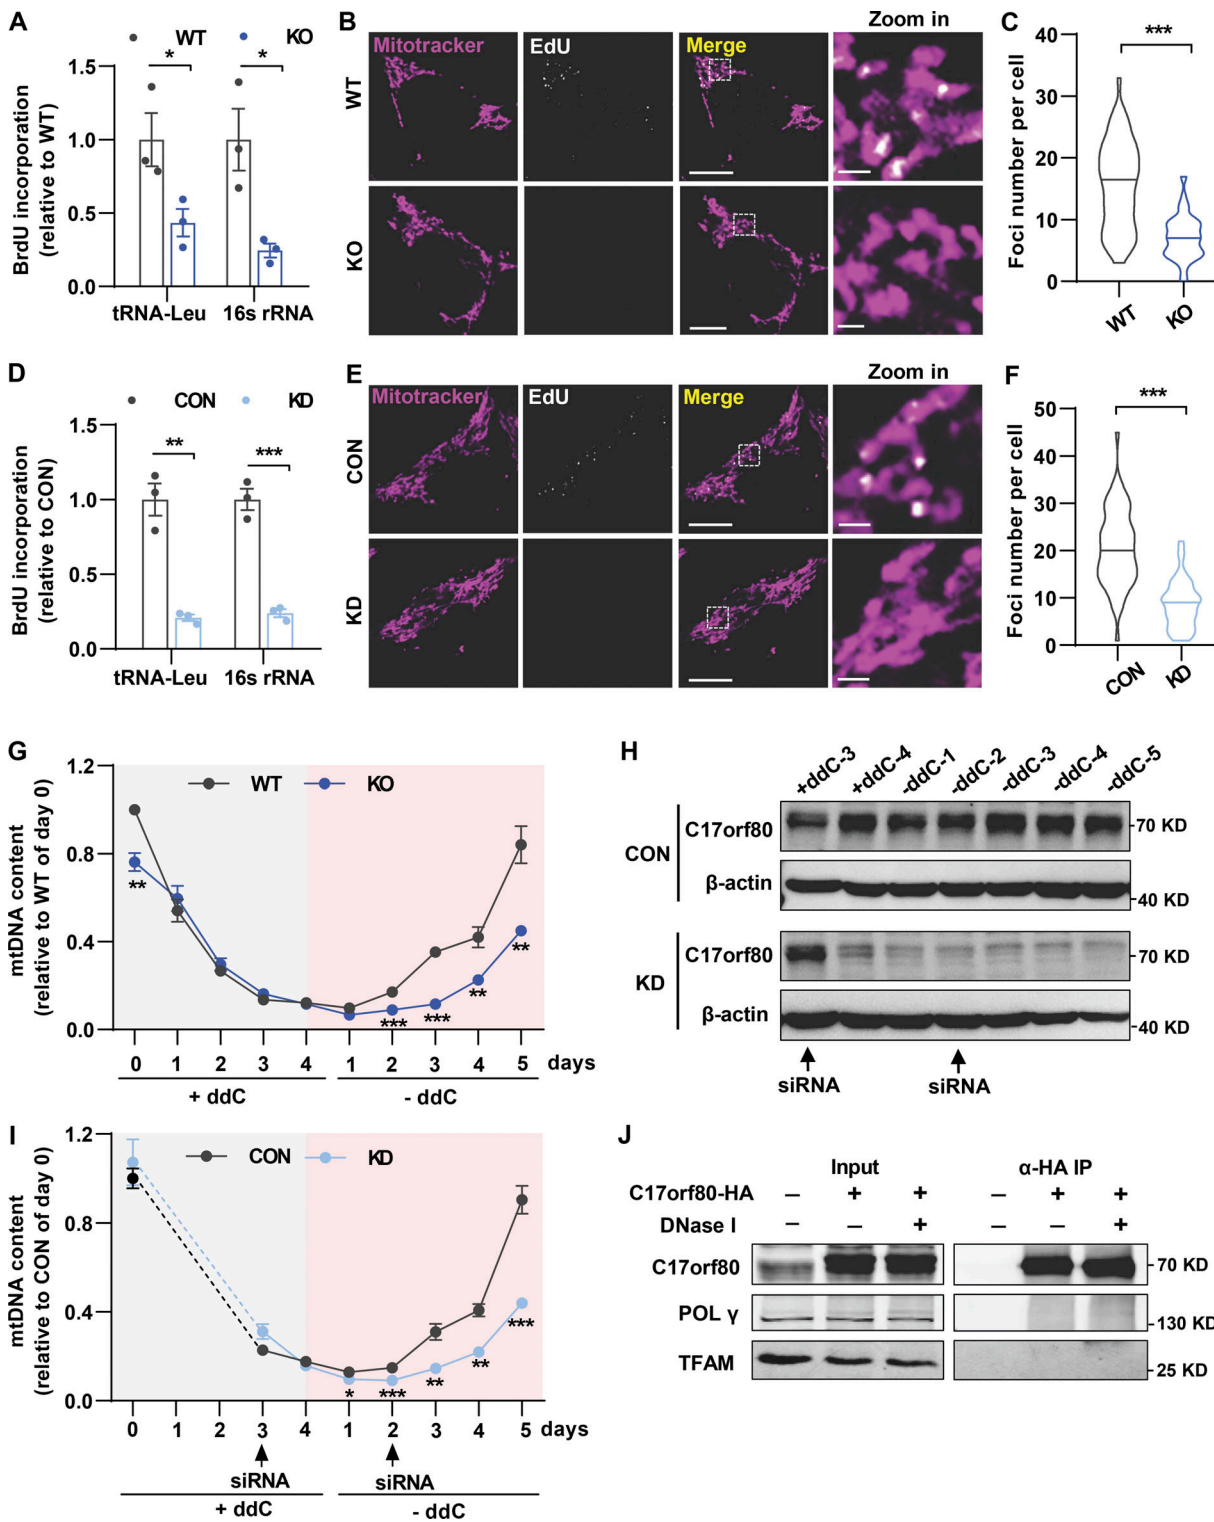 A
WT
KO
BrdU incorporation
(relative to WT)
1.5
1.0
0.5
0.0
*
*
tRNA-Leu
16s rRNA
B
Mitotracker
EdU
Merge
Zoom in
WT
KO
C
Foci number per cell
40
30
20
10
0
***
WT
KO
D
CON
KD
BrdU incorporation
(relative to CON)
1.5
1.0
0.5
0.0
**
***
tRNA-Leu
16s rRNA
E
Mitotracker
EdU
Merge
Zoom in
CON
KD
F
Foci number per cell
50
40
30
20
10
0
***
CON
KD
G
WT
KO
mtDNA content
(relative to WT of day 0)
1.2
0.8
0.4
0.0
**
***
***
**
**
0 1 2 3 4 1 2 3 4 5 days
+ ddC
- ddC
H
+ddC-3
+ddC-4
-ddC-1
-ddC-2
-ddC-3
-ddC-4
-ddC-5
CON
C17orf80
-70 KD
β-actin
-40 KD
KD
C17orf80
-70 KD
β-actin
-40 KD
siRNA
siRNA
I
CON
KD
mtDNA content
(relative to CON of day 0)
1.2
0.8
0.4
0.0
*
***
**
**
***
0 1 2 3 4 1 2 3 4 5 days
siRNA
siRNA
+ ddC
- ddC
J
Input
α-HA IP
C17orf80-HA – + + – + +
DNase I – – + – – +
C17orf80
-70 KD
POL γ
-130 KD
TFAM
-25 KD